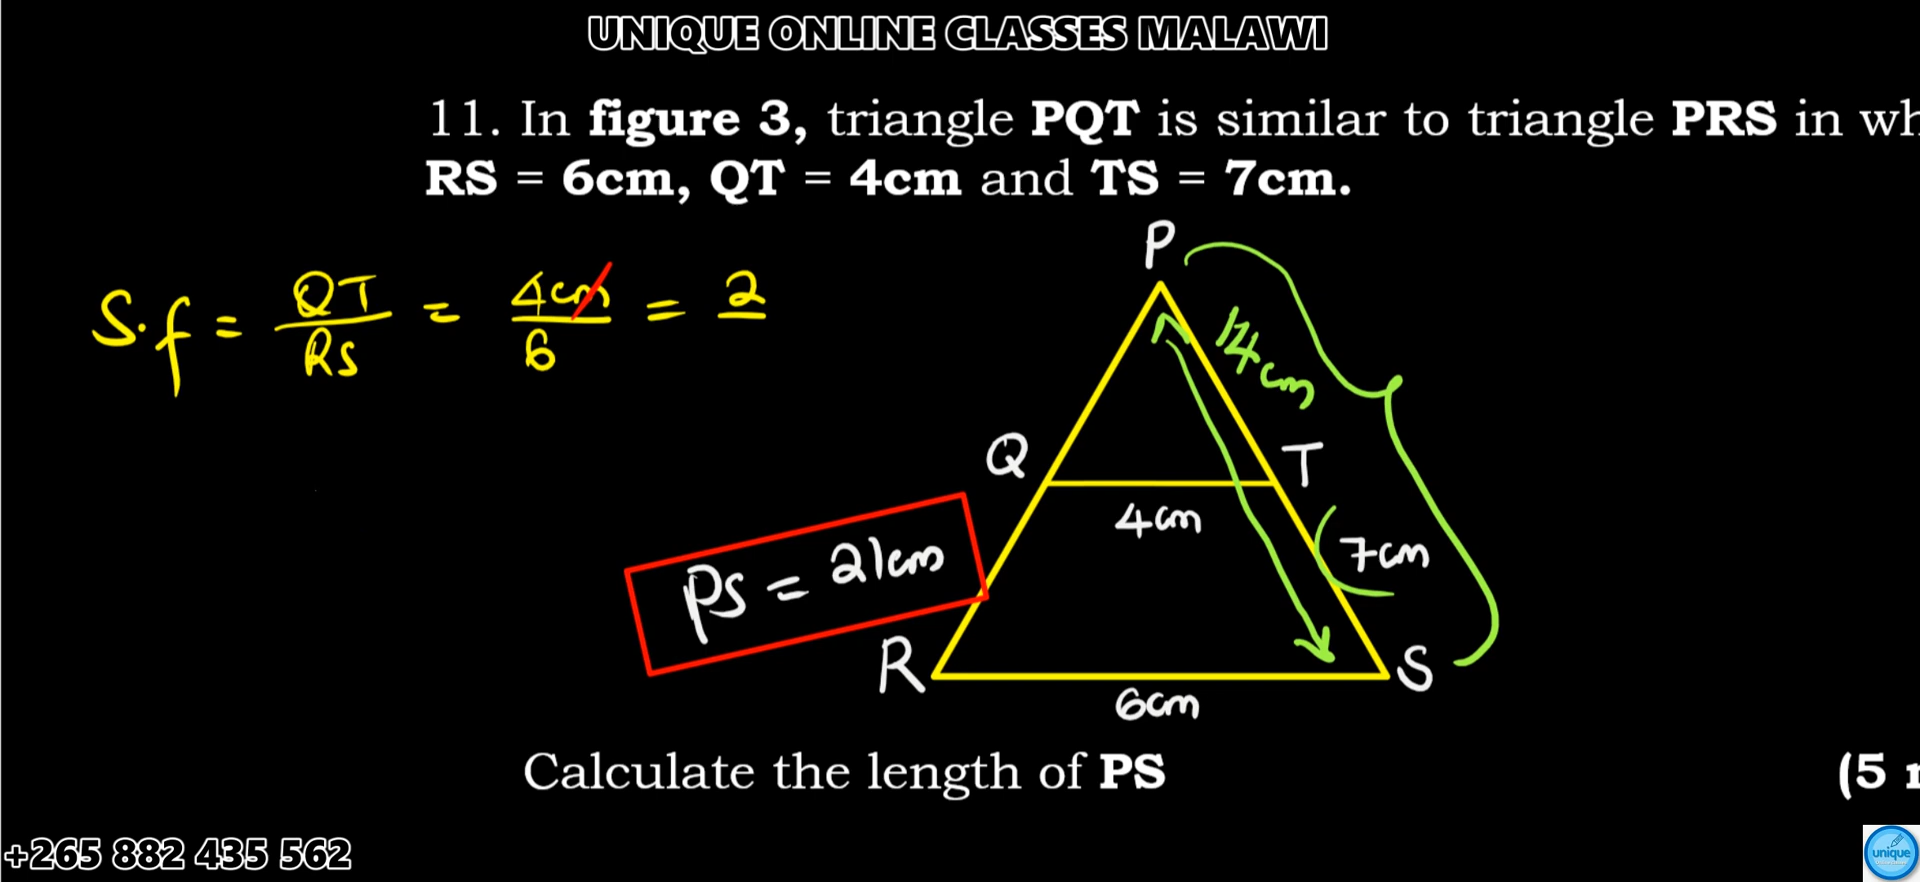 UNIQUE ONLINE CLASSES MALAWI
11. In figure 3, triangle PQT is similar to triangle PRS in wh
RS = 6cm, QT = 4cm and TS = 7cm.
S.f = QT/RS = 4cm/6 = 2
P
14cm
Q
T
4cm
7cm
PS = 21cm
R
S
6cm
Calculate the length of PS
(5
+265 882 435 562
unique